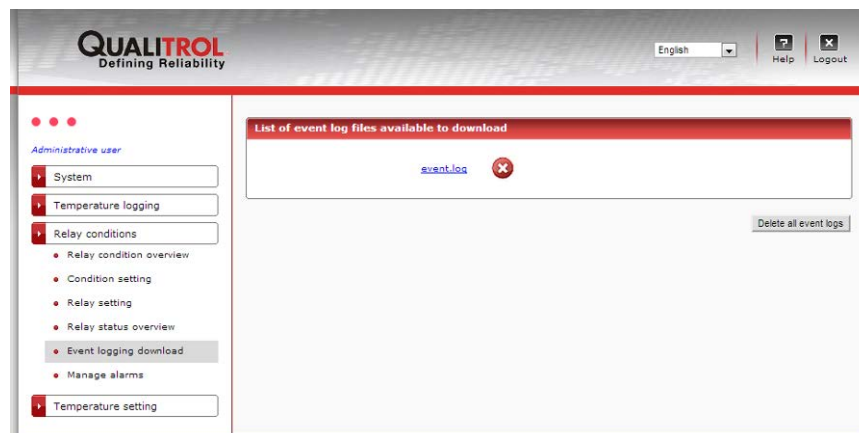 QUALITROL
Defining Reliability
English
Help
Logout
Administrative user
System
Temperature logging
Relay conditions
Relay condition overview
Condition setting
Relay setting
Relay status overview
Event logging download
Manage alarms
Temperature setting
List of event log files available to download
event.log
Delete all event logs